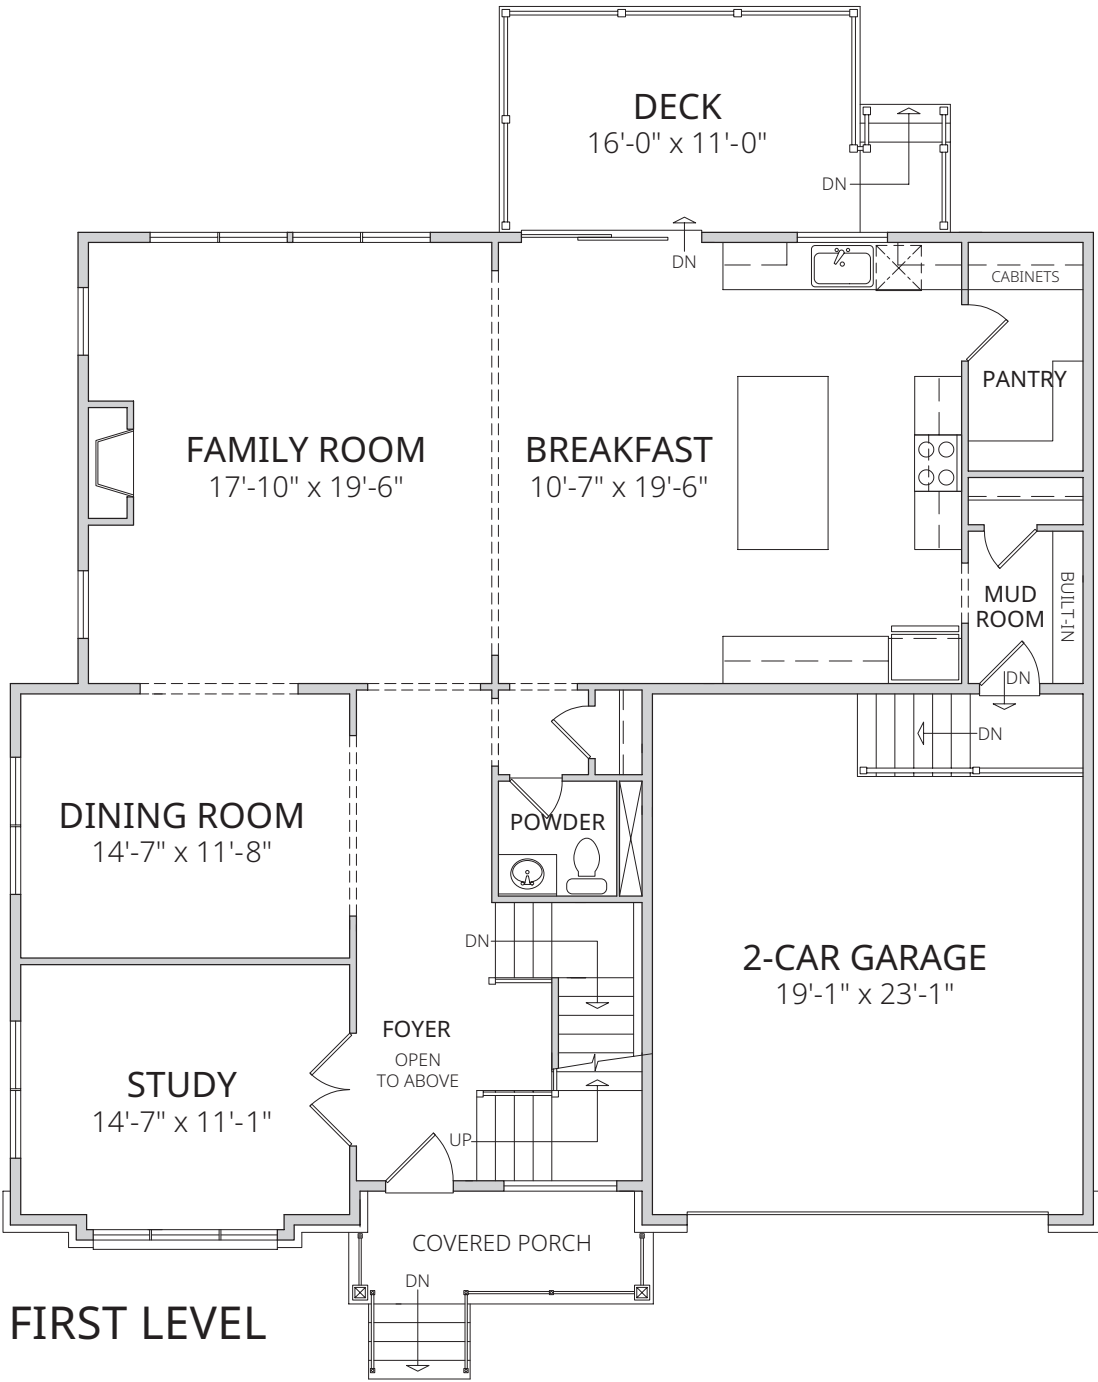 DECK
16'-0" x 11'-0"
DN
DN
CABINETS
PANTRY
FAMILY ROOM
17'-10" x 19'-6"
BREAKFAST
10'-7" x 19'-6"
MUD
ROOM
BUILT-IN
DN
DN
DINING ROOM
14'-7" x 11'-8"
POWDER
DN
2-CAR GARAGE
19'-1" x 23'-1"
FOYER
OPEN
TO ABOVE
STUDY
14'-7" x 11'-1"
UP
COVERED PORCH
DN
FIRST LEVEL